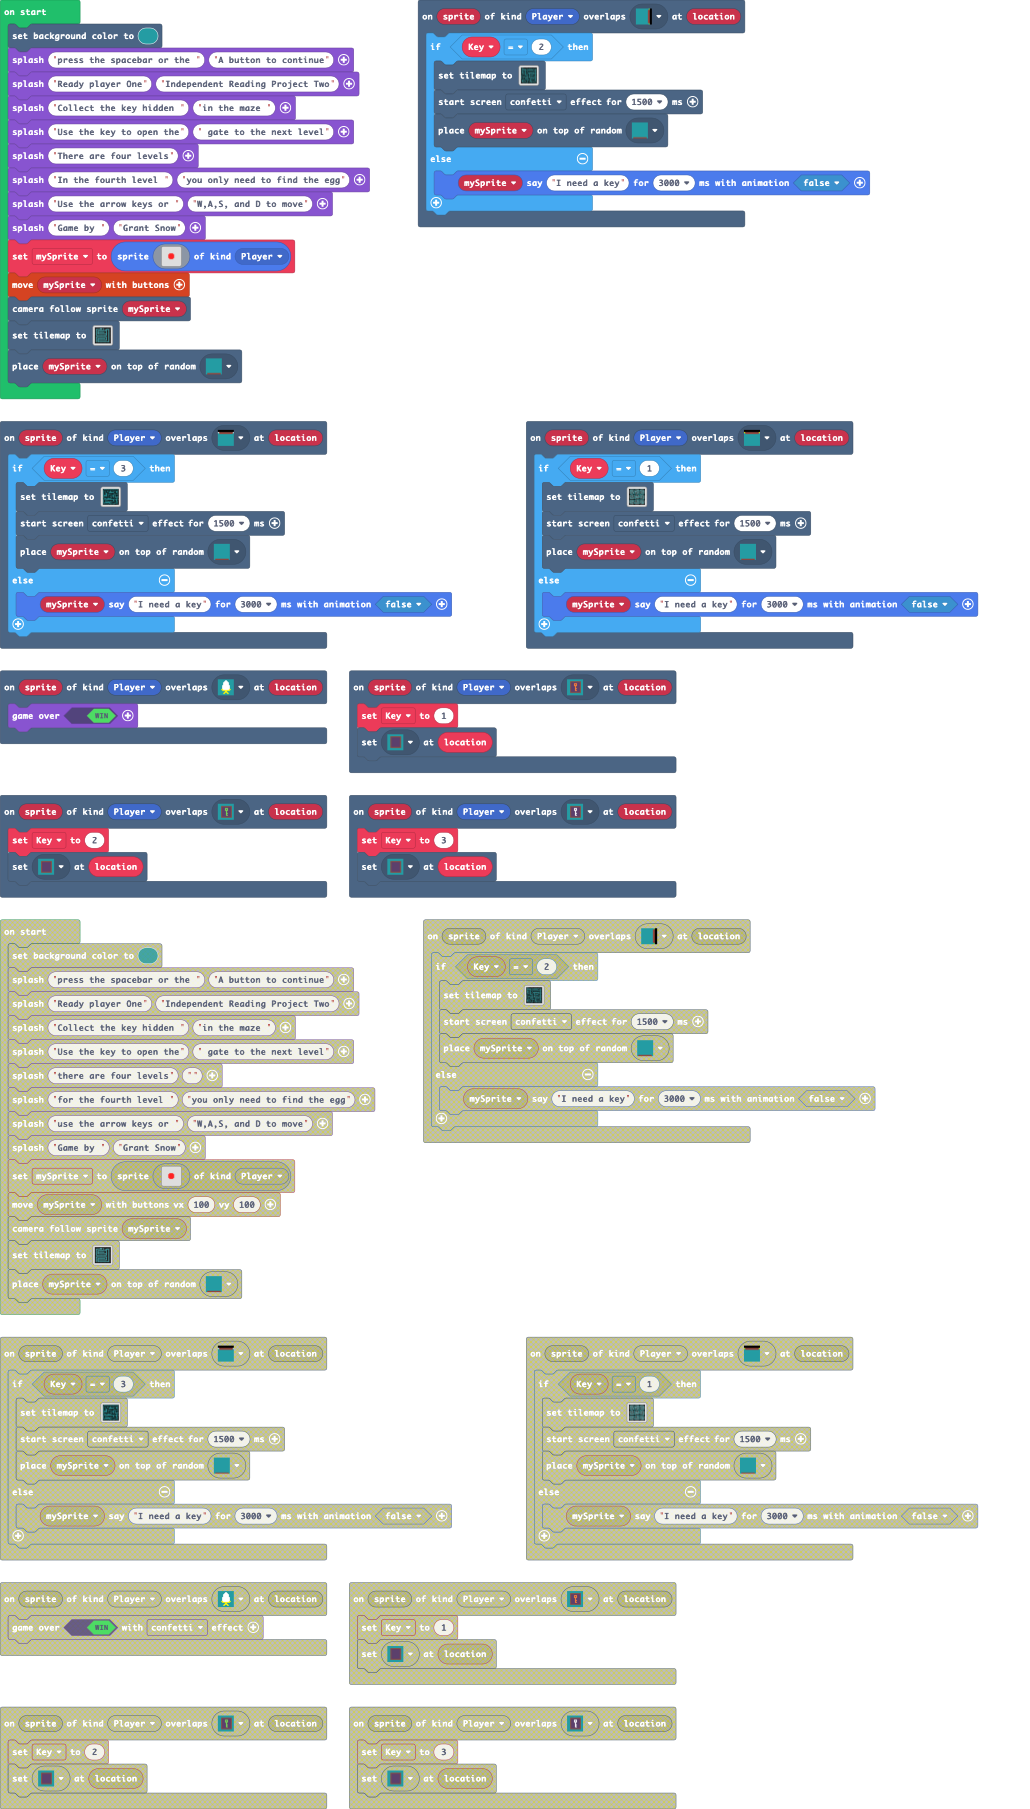 on start
set background color to
splash "press the spacebar or the " "A button to continue"
splash "Ready player One" "Independent Reading Project Two"
splash "Collect the key hidden " "in the maze "
splash "Use the key to open the" " gate to the next level"
splash "There are four levels"
splash "In the fourth level " "you only need to find the egg"
splash "Use the arrow keys or " "W,A,S, and D to move"
splash "Game by " "Grant Snow"
set mySprite to sprite of kind Player
move mySprite with buttons
camera follow sprite mySprite
set tilemap to
place mySprite on top of random
on sprite of kind Player overlaps at location
if Key = 2 then
set tilemap to
start screen confetti effect for 1500 ms
place mySprite on top of random
else
mySprite say "I need a key" for 3000 ms with animation false
on sprite of kind Player overlaps at location
if Key = 3 then
set tilemap to
start screen confetti effect for 1500 ms
place mySprite on top of random
else
mySprite say "I need a key" for 3000 ms with animation false
on sprite of kind Player overlaps at location
if Key = 1 then
set tilemap to
start screen confetti effect for 1500 ms
place mySprite on top of random
else
mySprite say "I need a key" for 3000 ms with animation false
on sprite of kind Player overlaps at location
game over WIN
on sprite of kind Player overlaps at location
set Key to 1
set at location
on sprite of kind Player overlaps at location
set Key to 2
set at location
on sprite of kind Player overlaps at location
set Key to 3
set at location
on start
set background color to
splash "press the spacebar or the " "A button to continue"
splash "Ready player One" "Independent Reading Project Two"
splash "Collect the key hidden " "in the maze "
splash "Use the key to open the" " gate to the next level"
splash "there are four levels" ""
splash "for the fourth level " "you only need to find the egg"
splash "use the arrow keys or " "W,A,S, and D to move"
splash "Game by " "Grant Snow"
set mySprite to sprite of kind Player
move mySprite with buttons vx 100 vy 100
camera follow sprite mySprite
set tilemap to
place mySprite on top of random
on sprite of kind Player overlaps at location
if Key = 2 then
set tilemap to
start screen confetti effect for 1500 ms
place mySprite on top of random
else
mySprite say "I need a key" for 3000 ms with animation false
on sprite of kind Player overlaps at location
if Key = 3 then
set tilemap to
start screen confetti effect for 1500 ms
place mySprite on top of random
else
mySprite say "I need a key" for 3000 ms with animation false
on sprite of kind Player overlaps at location
if Key = 1 then
set tilemap to
start screen confetti effect for 1500 ms
place mySprite on top of random
else
mySprite say "I need a key" for 3000 ms with animation false
on sprite of kind Player overlaps at location
game over WIN with confetti effect
on sprite of kind Player overlaps at location
set Key to 1
set at location
on sprite of kind Player overlaps at location
set Key to 2
set at location
on sprite of kind Player overlaps at location
set Key to 3
set at location